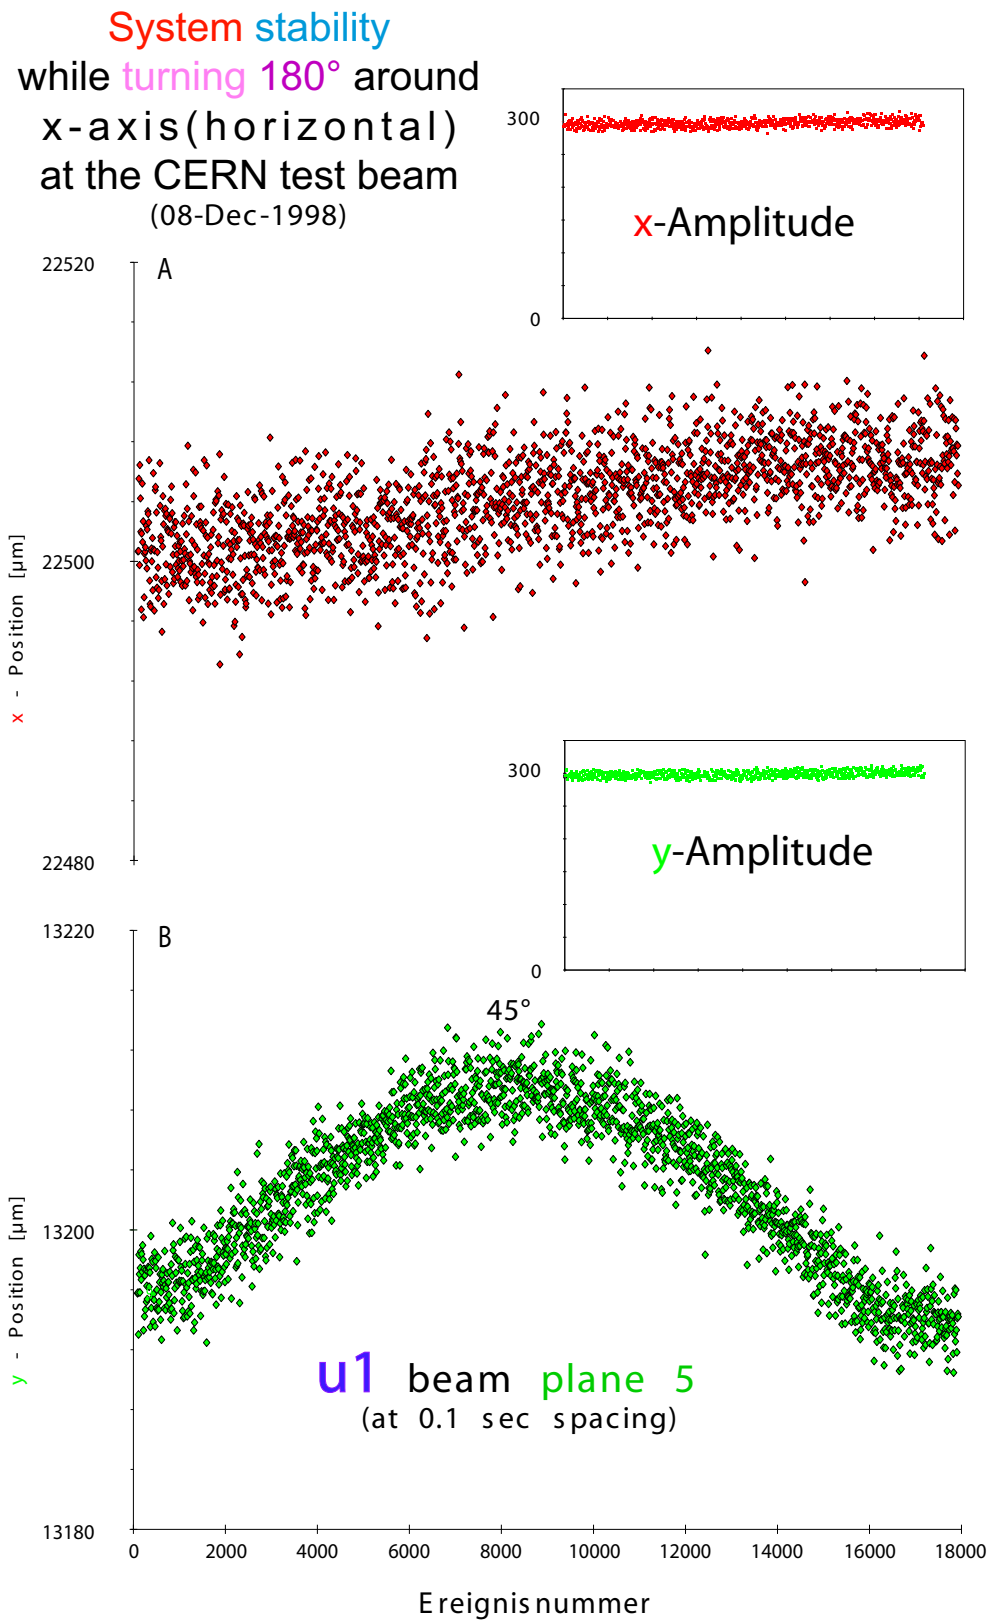 System stability
while turning 180° around
x-axis(horizontal)
at the CERN test beam
(08-Dec-1998)
300
x-Amplitude
0
22520
A
22500
x - Position [µm]
22480
300
y-Amplitude
0
13220
B
45°
13200
y - Position [µm]
u1 beam plane 5
(at 0.1 sec spacing)
13180
0 2000 4000 6000 8000 10000 12000 14000 16000 18000
Ereignisnummer